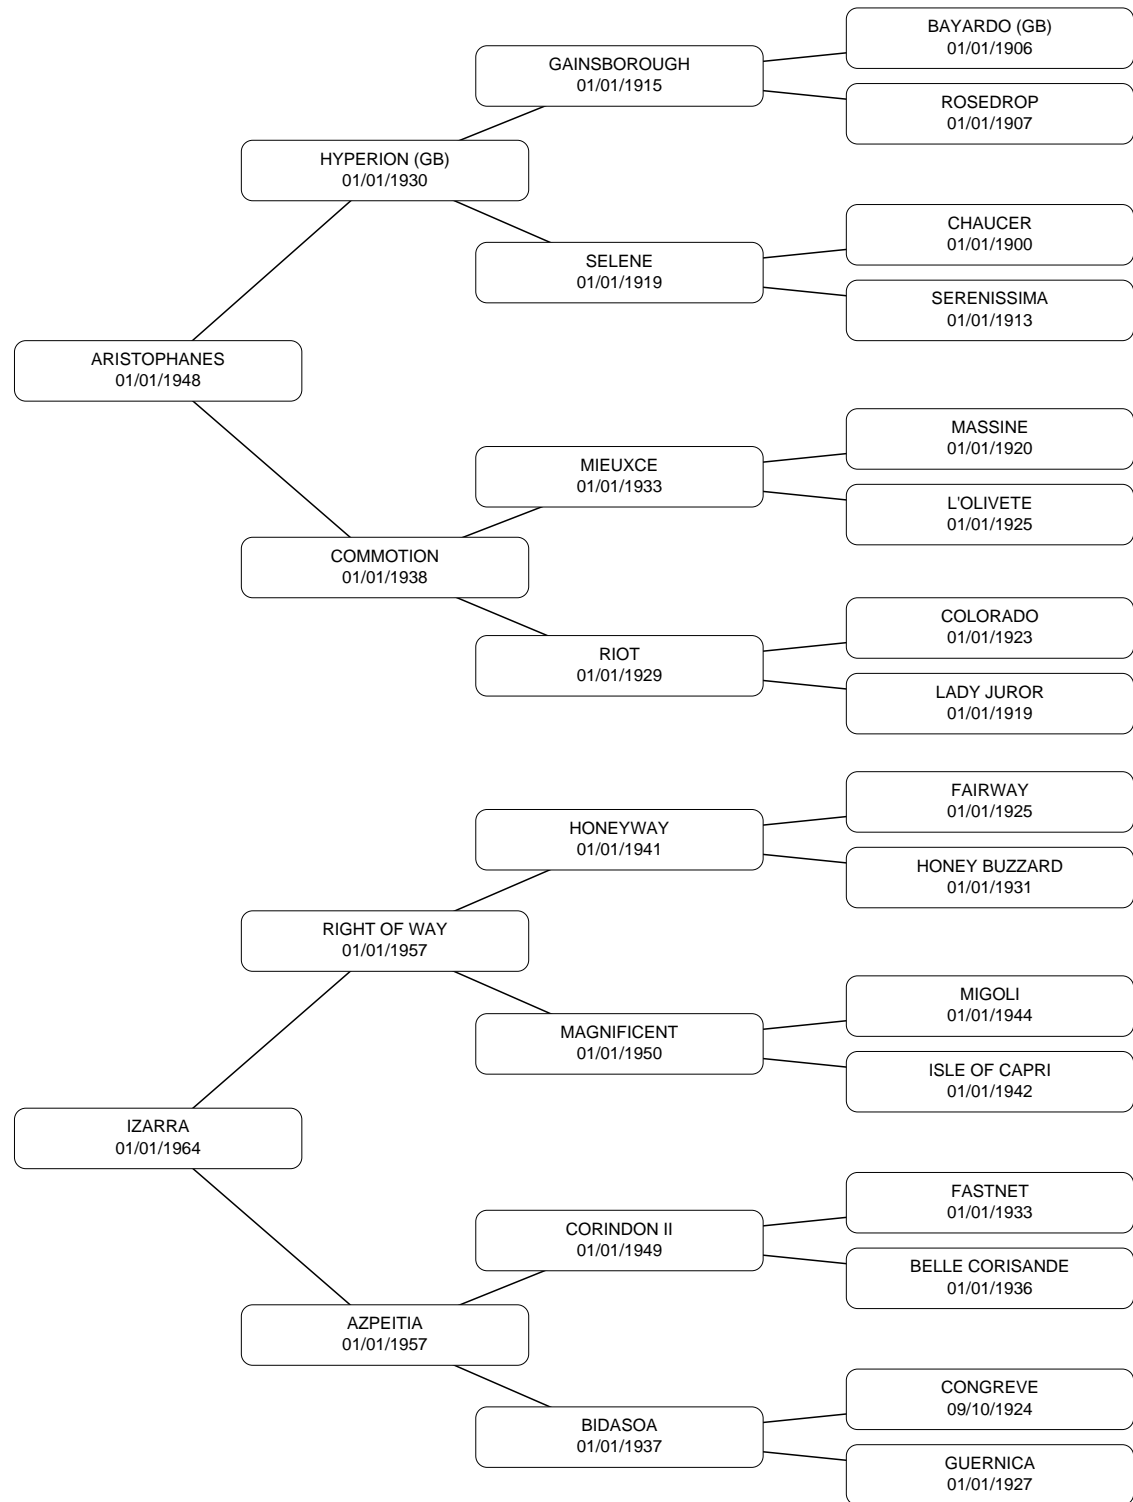 BAYARDO (GB)
01/01/1906
GAINSBOROUGH
01/01/1915
ROSEDROP
01/01/1907
HYPERION (GB)
01/01/1930
CHAUCER
01/01/1900
SELENE
01/01/1919
SERENISSIMA
01/01/1913
ARISTOPHANES
01/01/1948
MASSINE
01/01/1920
MIEUXCE
01/01/1933
L'OLIVETE
01/01/1925
COMMOTION
01/01/1938
COLORADO
01/01/1923
RIOT
01/01/1929
LADY JUROR
01/01/1919
FAIRWAY
01/01/1925
HONEYWAY
01/01/1941
HONEY BUZZARD
01/01/1931
RIGHT OF WAY
01/01/1957
MIGOLI
01/01/1944
MAGNIFICENT
01/01/1950
ISLE OF CAPRI
01/01/1942
IZARRA
01/01/1964
FASTNET
01/01/1933
CORINDON II
01/01/1949
BELLE CORISANDE
01/01/1936
AZPEITIA
01/01/1957
CONGREVE
09/10/1924
BIDASOA
01/01/1937
GUERNICA
01/01/1927